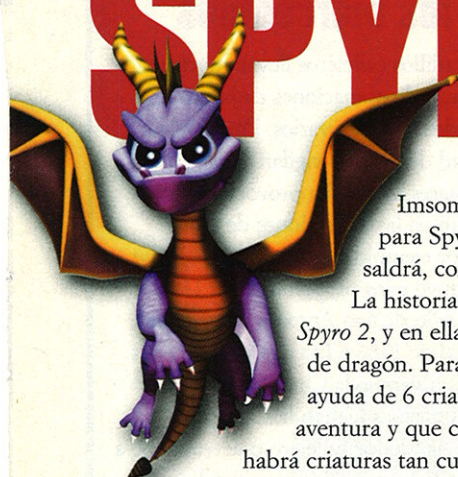 SPY
Imsom
para Spy
saldrá, co
La historia
Spyro 2, y en ella
de dragón. Para
ayuda de 6 cria
aventura y que c
habrá criaturas tan cu